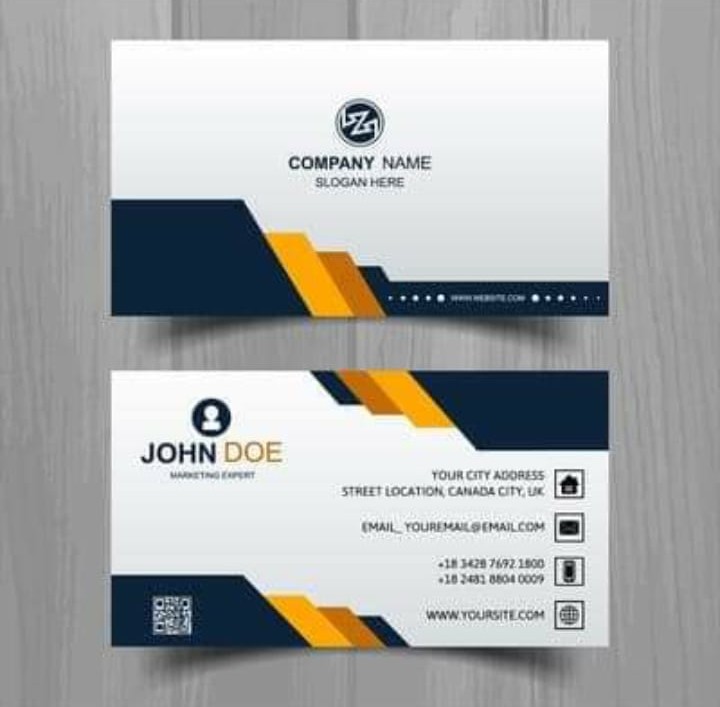 COMPANY NAME
SLOGAN HERE
WWW.WEBSITE.COM
JOHN DOE
MARKETING EXPERT
YOUR CITY ADDRESS
STREET LOCATION, CANADA CITY, UK
EMAIL_ YOUREMAIL@EMAIL.COM
+18 3428 7692 1800
+18 2481 8804 0009
WWW.YOURSITE.COM